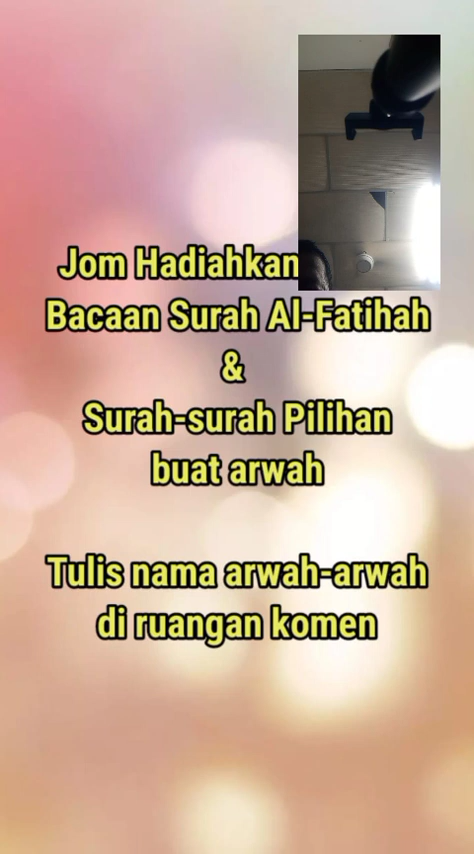 Jom Hadiahkan
Bacaan Surah Al-Fatihah
&
Surah-surah Pilihan
buat arwah
Tulis nama arwah-arwah
di ruangan komen